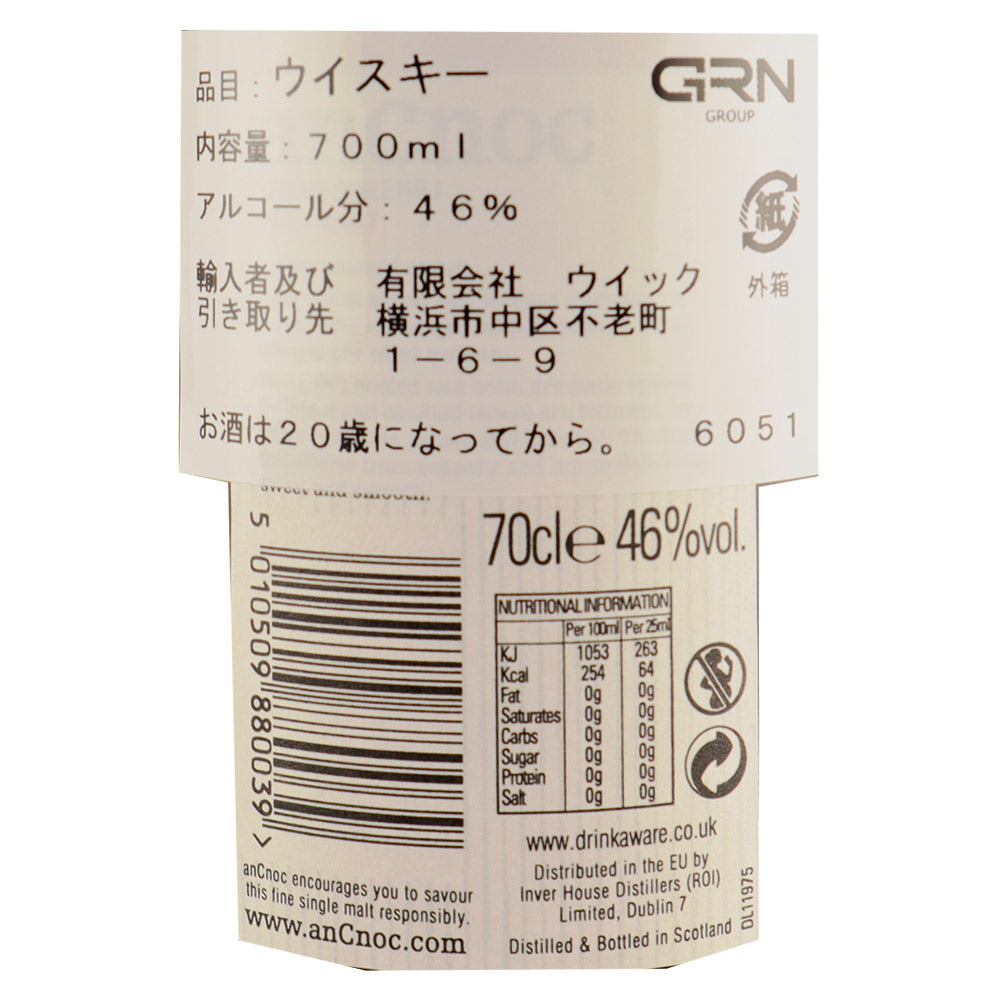 品目：ウイスキー
GRN
GROUP
内容量：７００ｍｌ
アルコール分：４６％
紙
外箱
輸入者及び 有限会社 ウイック
引き取り先 横浜市中区不老町
１－６－９
お酒は２０歳になってから。 ６０５１
sweet and smooth.
5 010509 880039 >
70cl e 46%vol.
NUTRITIONAL INFORMATION
Per 100ml Per 25ml
KJ 1053 263
Kcal 254 64
Fat 0g 0g
Saturates 0g 0g
Carbs 0g 0g
Sugar 0g 0g
Protein 0g 0g
Salt 0g 0g
www.drinkaware.co.uk
Distributed in the EU by
Inver House Distillers (ROI)
Limited, Dublin 7
Distilled & Bottled in Scotland
DL11975
anCnoc encourages you to savour
this fine single malt responsibly.
www.anCnoc.com